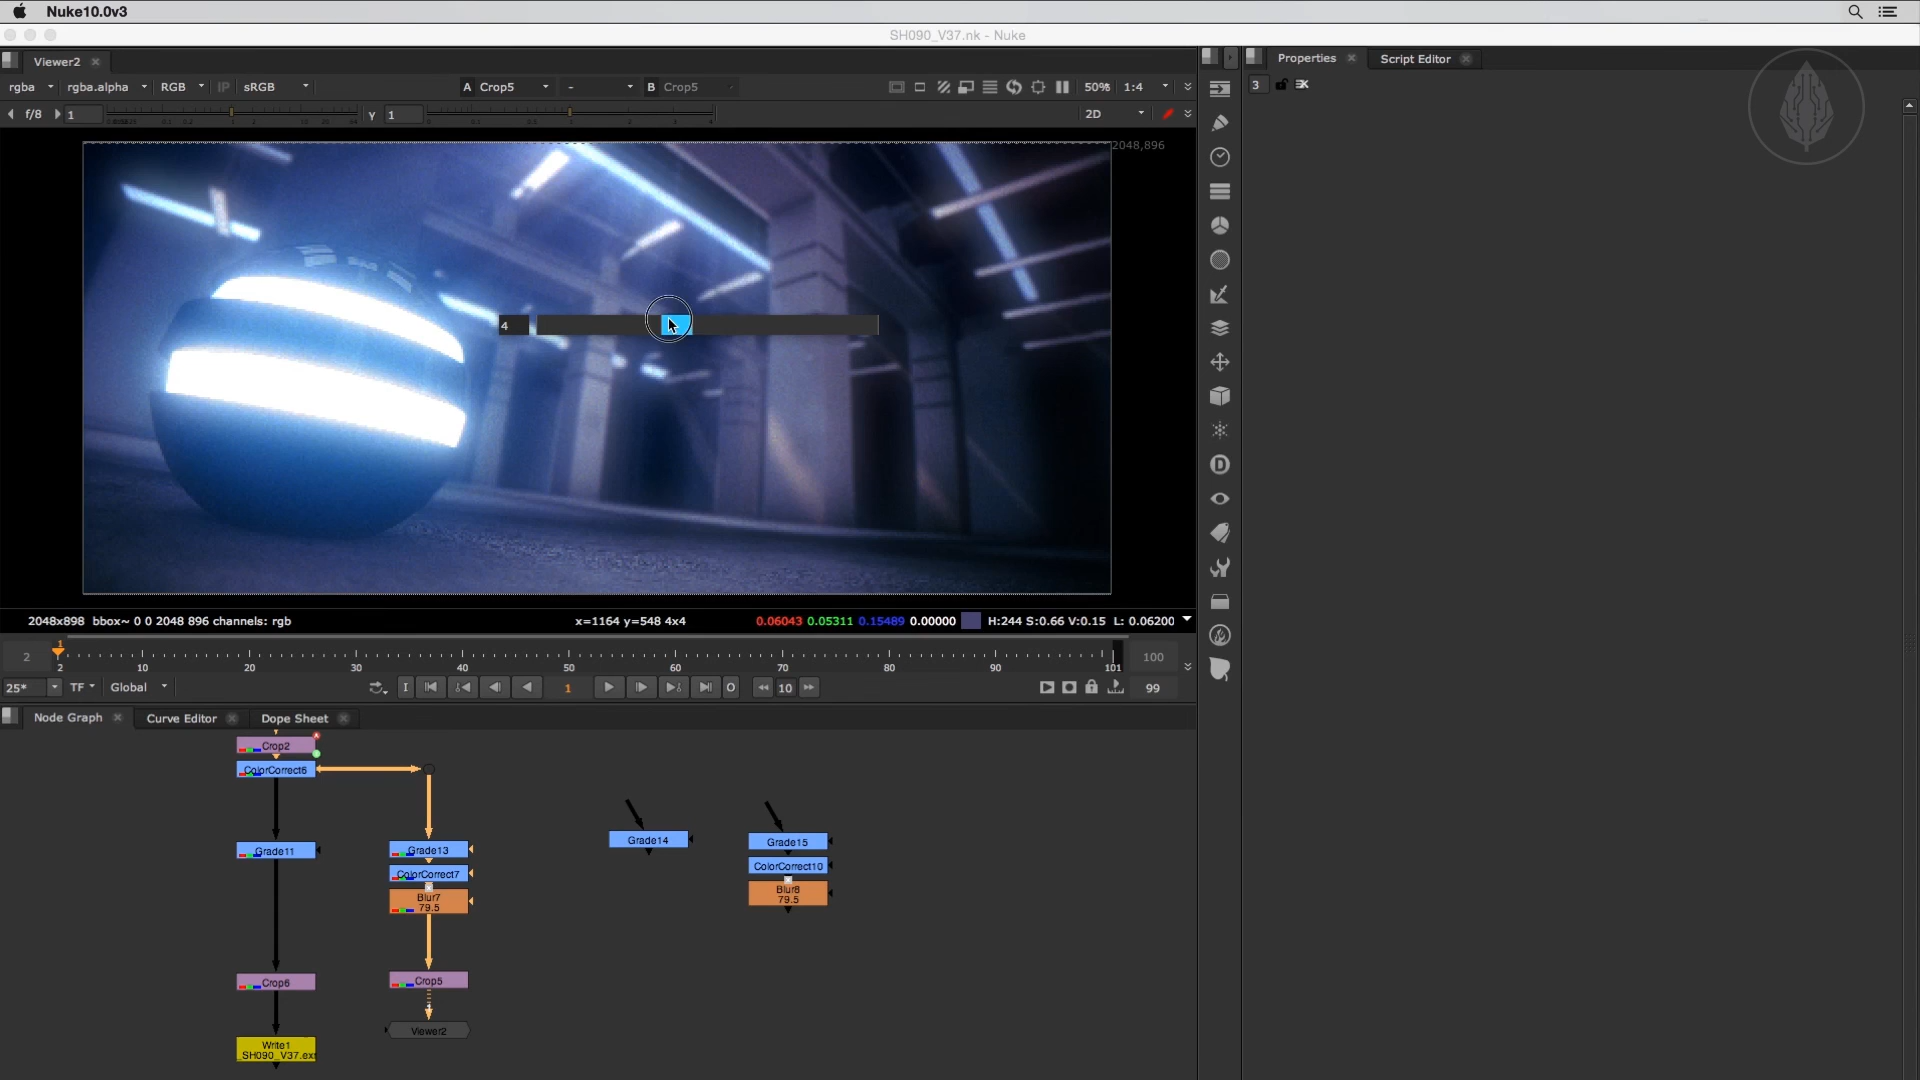 Nuke10.0v3
SH090_V37.nk - Nuke
Viewer2
Properties
Script Editor
rgba
rgba.alpha
RGB
IP
sRGB
A Crop5
-
B Crop5
50%
1:4
3
f/8
1
Y
1
2D
2048,896
4
2048x898 bbox~ 0 0 2048 896 channels: rgb
x=1164 y=548 4x4
0.06043 0.05311 0.15489 0.00000
H:244 S:0.66 V:0.15 L: 0.06200
2
1
2 10 20 30 40 50 60 70 80 90 101
100
25*
TF
Global
I
1
O
10
99
Node Graph
Curve Editor
Dope Sheet
Crop2
ColorCorrect6
Grade11
Grade13
ColorCorrect7
Blur7
79.5
Grade14
Grade15
ColorCorrect10
Blur8
79.5
Crop6
Crop5
Viewer2
Write1
_SH090_V37.ex